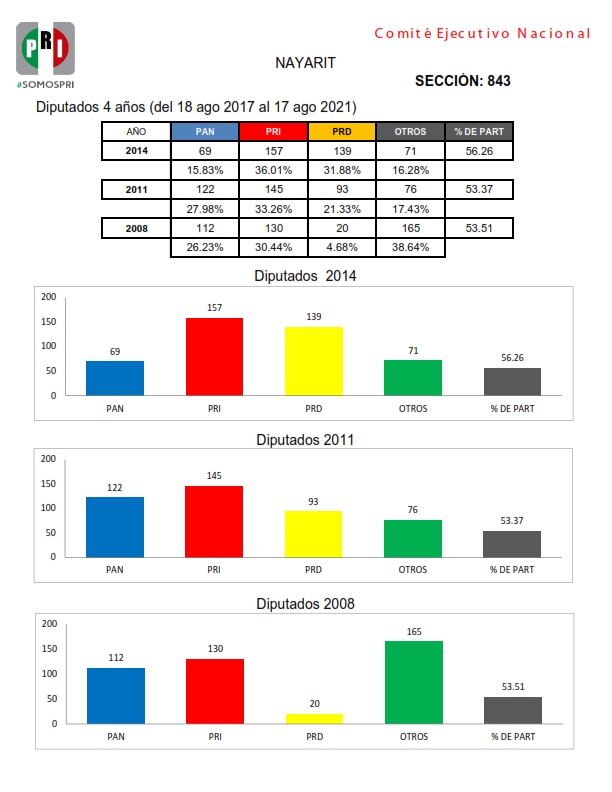 Comité Ejecutivo Nacional
PRI
#SOMOSPRI
NAYARIT
SECCIÓN: 843
Diputados 4 años (del 18 ago 2017 al 17 ago 2021)
AÑO PAN PRI PRD OTROS % DE PART
2014 69 157 139 71 56.26
15.83% 36.01% 31.88% 16.28%
2011 122 145 93 76 53.37
27.98% 33.26% 21.33% 17.43%
2008 112 130 20 165 53.51
26.23% 30.44% 4.68% 38.64%
Diputados 2014
200
150
100
50
0
69 157 139 71 56.26
PAN PRI PRD OTROS % DE PART
Diputados 2011
200
150
100
50
0
122 145 93 76 53.37
PAN PRI PRD OTROS % DE PART
Diputados 2008
200
150
100
50
0
112 130 20 165 53.51
PAN PRI PRD OTROS % DE PART